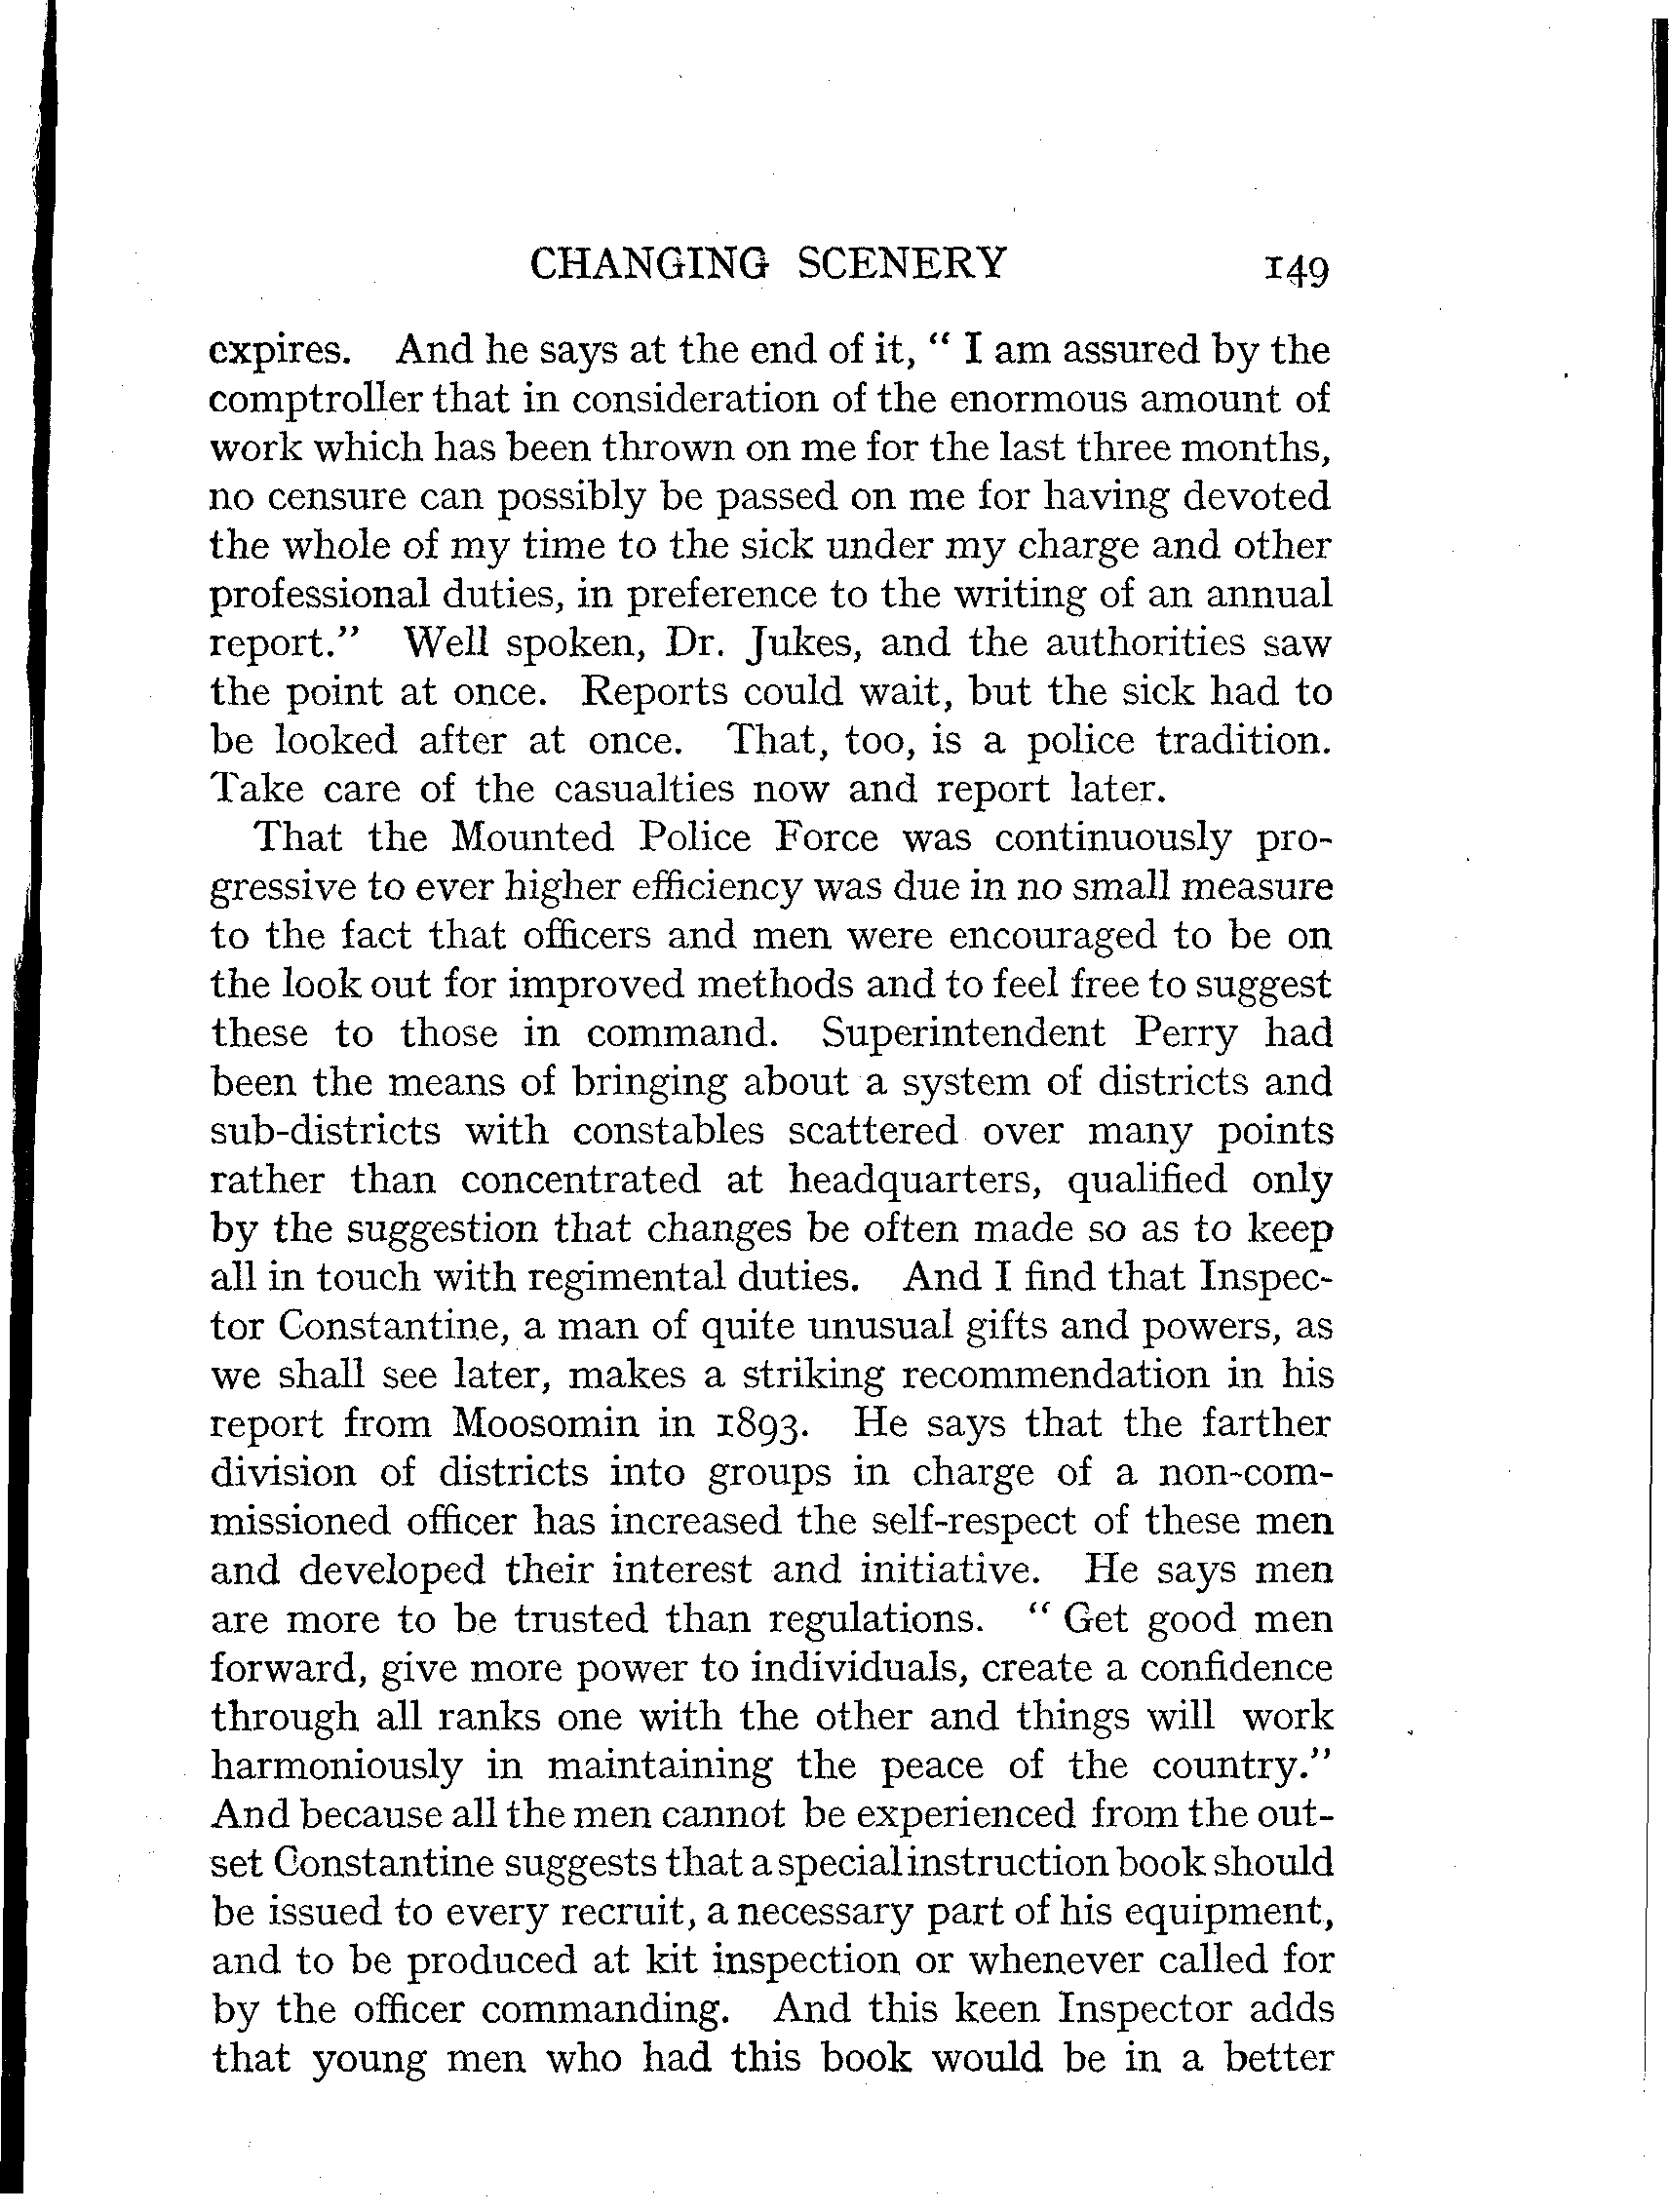 CHANGING SCENERY 149
expires. And he says at the end of it, “ I am assured by the
comptroller that in consideration of the enormous amount of
work which has been thrown on me for the last three months,
no censure can possibly be passed on me for having devoted
the whole of my time to the sick under my charge and other
professional duties, in preference to the writing of an annual
report.” Well spoken, Dr. Jukes, and the authorities saw
the point at once. Reports could wait, but the sick had to
be looked after at once. That, too, is a police tradition.
Take care of the casualties now and report later.
That the Mounted Police Force was continuously pro-
gressive to ever higher efficiency was due in no small measure
to the fact that officers and men were encouraged to be on
the look out for improved methods and to feel free to suggest
these to those in command. Superintendent Perry had
been the means of bringing about a system of districts and
sub-districts with constables scattered over many points
rather than concentrated at headquarters, qualified only
by the suggestion that changes be often made so as to keep
all in touch with regimental duties. And I find that Inspec-
tor Constantine, a man of quite unusual gifts and powers, as
we shall see later, makes a striking recommendation in his
report from Moosomin in 1893. He says that the farther
division of districts into groups in charge of a non-com-
missioned officer has increased the self-respect of these men
and developed their interest and initiative. He says men
are more to be trusted than regulations. “ Get good men
forward, give more power to individuals, create a confidence
through all ranks one with the other and things will work
harmoniously in maintaining the peace of the country.”
And because all the men cannot be experienced from the out-
set Constantine suggests that a special instruction book should
be issued to every recruit, a necessary part of his equipment,
and to be produced at kit inspection or whenever called for
by the officer commanding. And this keen Inspector adds
that young men who had this book would be in a better